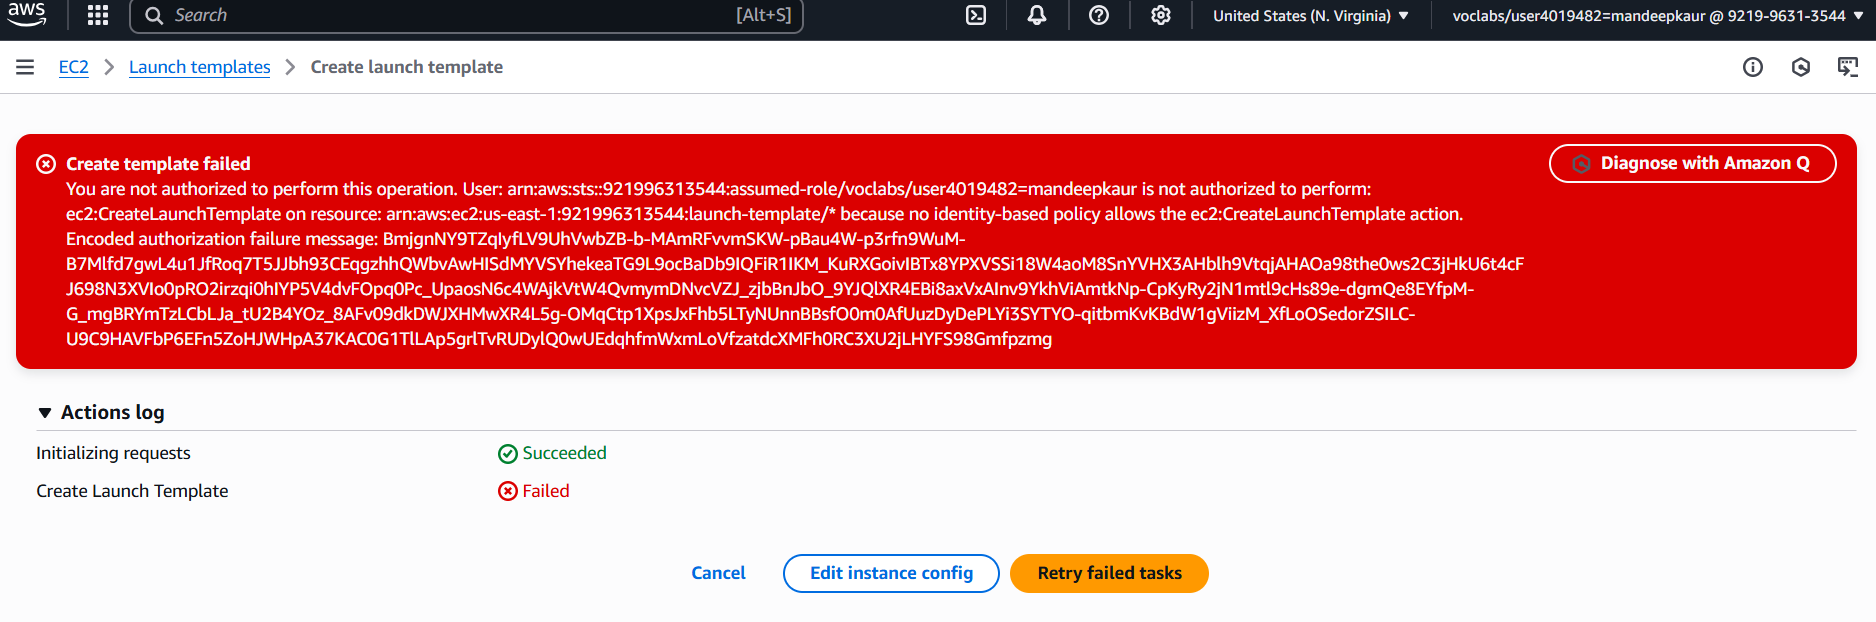 aws
Search
[Alt+S]
United States (N. Virginia)
voclabs/user4019482=mandeepkaur @ 9219-9631-3544
EC2
Launch templates
Create launch template
Create template failed
Diagnose with Amazon Q
You are not authorized to perform this operation. User: arn:aws:sts::921996313544:assumed-role/voclabs/user4019482=mandeepkaur is not authorized to perform:
ec2:CreateLaunchTemplate on resource: arn:aws:ec2:us-east-1:921996313544:launch-template/* because no identity-based policy allows the ec2:CreateLaunchTemplate action.
Encoded authorization failure message: BmjgnNY9TZqIyfLV9UhVwbZB-b-MAmRFvvmSKW-pBau4W-p3rfn9WuM-
B7Mlfd7gwL4u1JfRoq7T5JJbh93CEqgzhhQWbvAwHISdMYVSYhekeaTG9L9ocBaDb9IQFiR1IKM_KuRXGoivIBTx8YPXVSSi18W4aoM8SnYVHX3AHblh9VtqjAHAOa98the0ws2C3jHkU6t4cF
J698N3XVIo0pRO2irzqi0hIYP5V4dvFOpq0Pc_UpaosN6c4WAjkVtW4QvmymDNvcVZJ_zjbBnJbO_9YJQlXR4EBi8axVxAInv9YkhViAmtkNp-CpKyRy2jN1mtl9cHs89e-dgmQe8EYfpM-
G_mgBRYmTzLCbLJa_tU2B4YOz_8AFv09dkDWJXHMwXR4L5g-OMqCtp1XpsJxFhb5LTyNUnnBBsfO0m0AfUuzDyDePLYi3SYTYO-qitbmKvKBdW1gViizM_XfLoOSedorZSILC-
U9C9HAVFbP6EFn5ZoHJWHpA37KAC0G1TlLAp5grlTvRUDylQ0wUEdqhfmWxmLoVfzatdcXMFh0RC3XU2jLHYFS98Gmfpzmg
Actions log
Initializing requests
Succeeded
Create Launch Template
Failed
Cancel
Edit instance config
Retry failed tasks